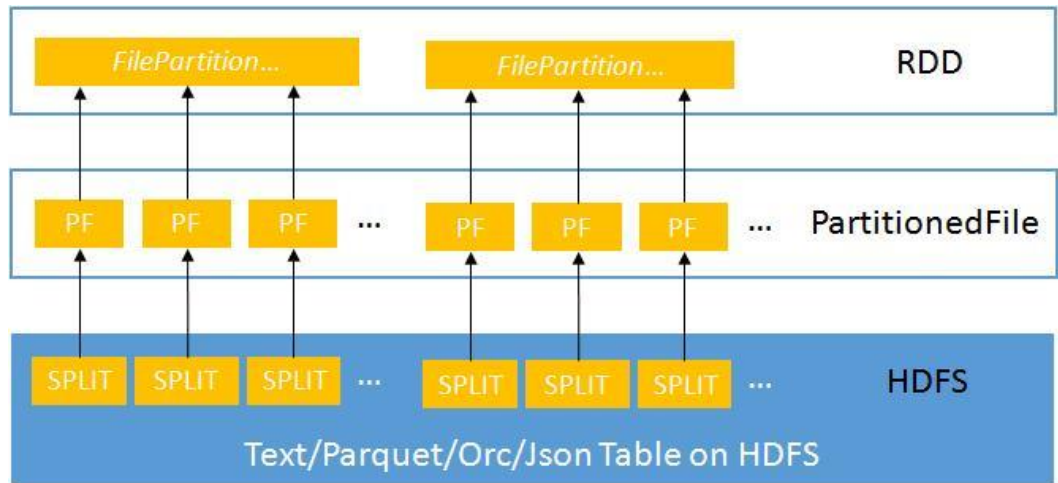 FilePartition... FilePartition... RDD
PF PF PF ... PF PF PF ... PartitionedFile
SPLIT SPLIT SPLIT ... SPLIT SPLIT SPLIT ... HDFS
Text/Parquet/Orc/Json Table on HDFS